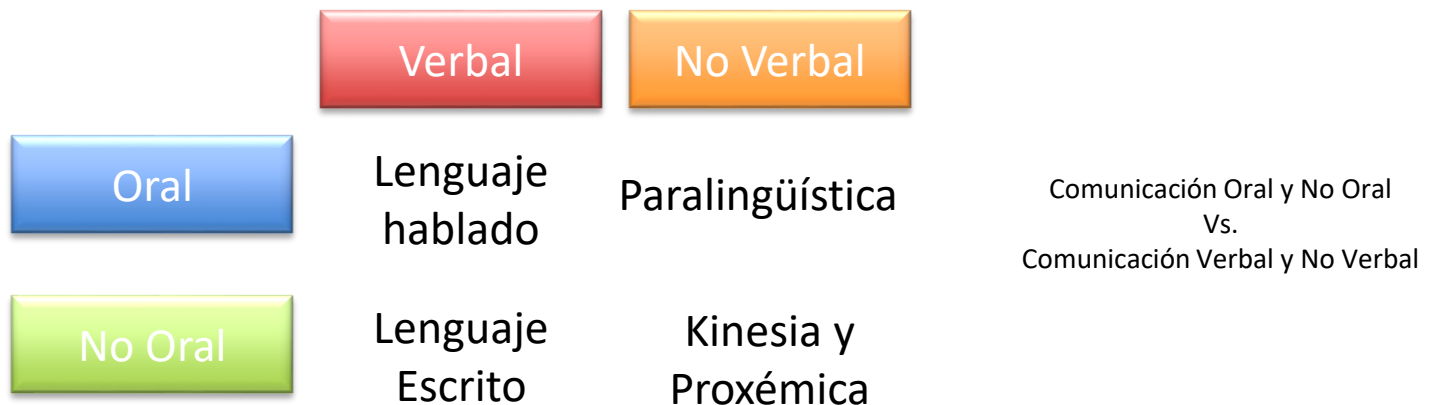 Verbal
No Verbal
Oral
Lenguaje
hablado
Paralingüística
Comunicación Oral y No Oral
Vs.
Comunicación Verbal y No Verbal
No Oral
Lenguaje
Escrito
Kinesia y
Proxémica